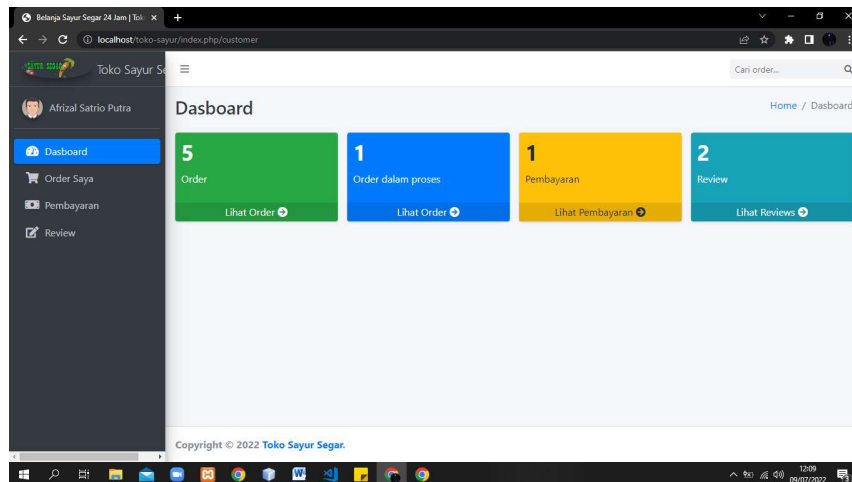 Belanja Sayur Segar 24 Jam | Tok
localhost/toko-sayur/index.php/customer
SAYUR SEGAR
Toko Sayur Se
Cari order...
Afrizal Satrio Putra
Dasboard
Home / Dasboard
Dasboard
Order Saya
Pembayaran
Review
5
Order
Lihat Order
1
Order dalam proses
Lihat Order
1
Pembayaran
Lihat Pembayaran
2
Review
Lihat Reviews
Copyright © 2022 Toko Sayur Segar.
12:09
09/07/2022